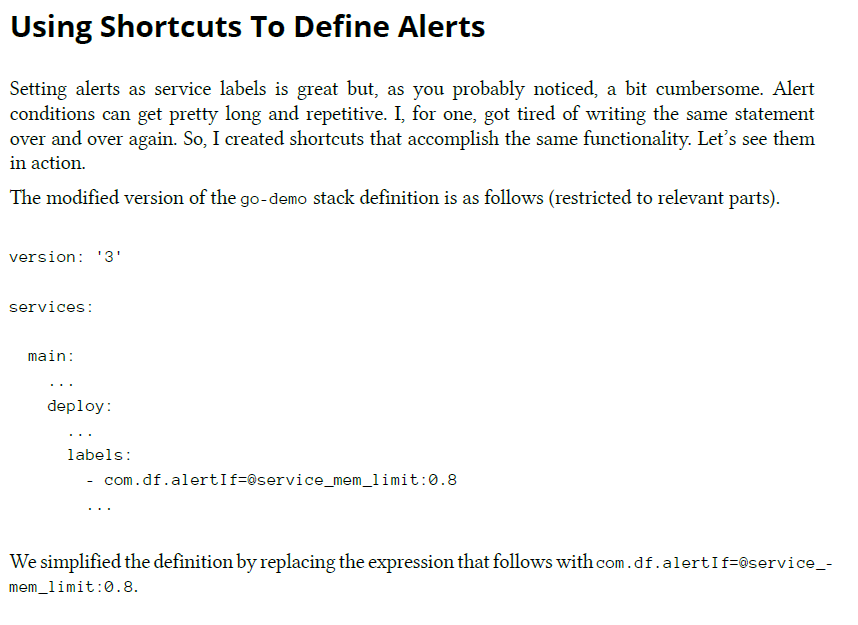 Using Shortcuts To Define Alerts
Setting alerts as service labels is great but, as you probably noticed, a bit cumbersome. Alert
conditions can get pretty long and repetitive. I, for one, got tired of writing the same statement
over and over again. So, I created shortcuts that accomplish the same functionality. Let’s see them
in action.
The modified version of the go-demo stack definition is as follows (restricted to relevant parts).
version: '3'
services:
  main:
    ...
    deploy:
      ...
      labels:
        - com.df.alertIf=@service_mem_limit:0.8
        ...
We simplified the definition by replacing the expression that follows with com.df.alertIf=@service_-
mem_limit:0.8.